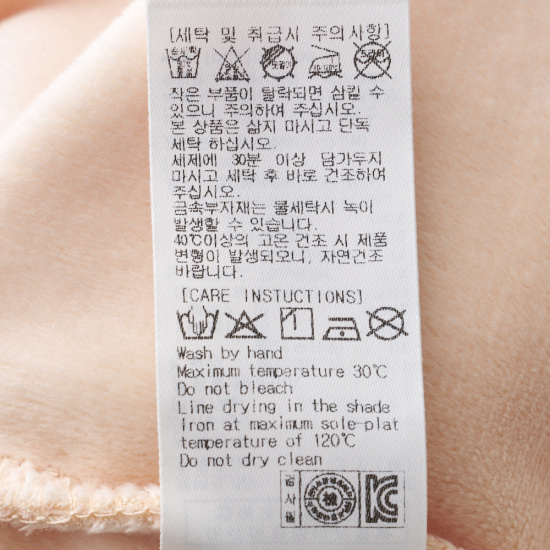 [세탁 및 취급시 주의사항]
작은 부품이 탈락되면 삼킬 수
있으니 주의하여 주십시오.
본 상품은 삶지 마시고 단독
세탁 하십시오.
세제에 30분 이상 담가두지
마시고 세탁 후 바로 건조하여
주십시오.
금속부자재는 물세탁시 녹이
발생할 수 있습니다.
40℃이상의 고온 건조 시 제품
변형이 발생되오니, 자연건조
바랍니다.
[CARE INSTUCTIONS]
Wash by hand
Maximum temperature 30℃
Do not bleach
Line drying in the shade
Iron at maximum sole-plat
temperature of 120℃
Do not dry clean
검사필
檢
KC